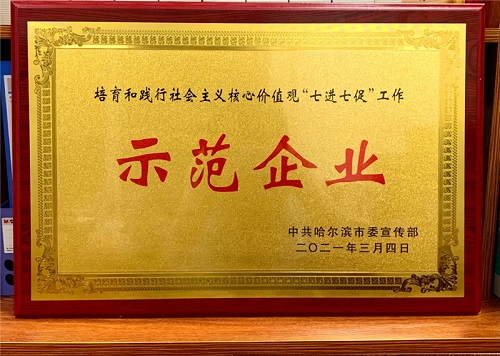 培育和践行社会主义核心价值观“七进七促”工作
示范企业
中共哈尔滨市委宣传部
二〇二一年三月四日